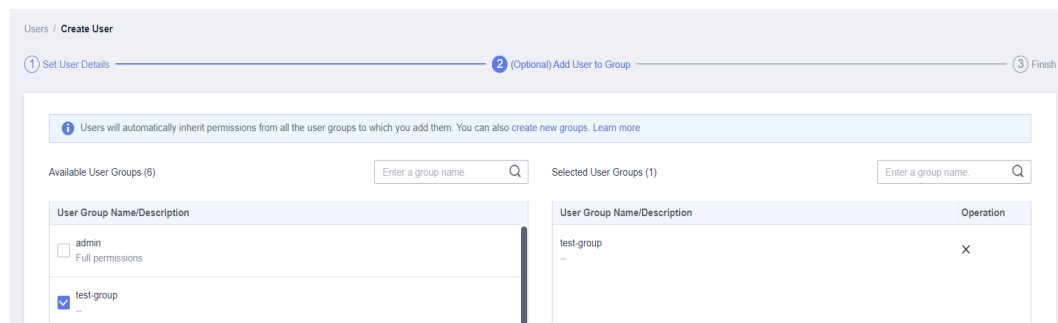 Users / Create User
1 Set User Details 2 (Optional) Add User to Group 3 Finish
Users will automatically inherit permissions from all the user groups to which you add them. You can also create new groups. Learn more
Available User Groups (6) Enter a group name. Selected User Groups (1) Enter a group name.
User Group Name/Description User Group Name/Description Operation
admin test-group
Full permissions --
test-group
--